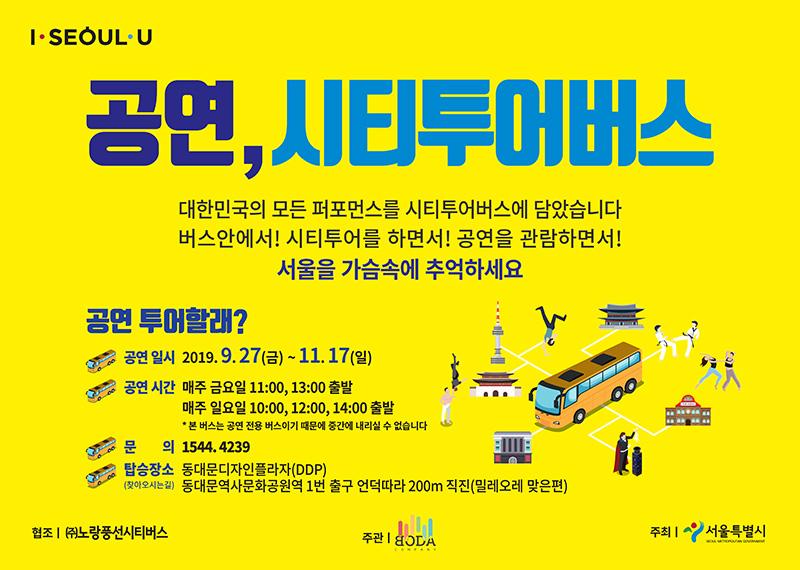 I·SEOUL·U
공연, 시티투어버스
대한민국의 모든 퍼포먼스를 시티투어버스에 담았습니다
버스안에서! 시티투어를 하면서! 공연을 관람하면서!
서울을 가슴속에 추억하세요
공연 투어할래?
공연 일시 2019. 9. 27(금) ~ 11. 17(일)
공연 시간 매주 금요일 11:00, 13:00 출발
매주 일요일 10:00, 12:00, 14:00 출발
* 본 버스는 공연 전용 버스이기 때문에 중간에 내리실 수 없습니다
문 의 1544. 4239
탑승장소 동대문디자인플라자(DDP)
(찾아오시는길) 동대문역사문화공원역 1번 출구 언덕따라 200m 직진(밀레오레 맞은편)
협조 | ㈜노랑풍선시티버스
주관 | BODA
COMPANY
주최 | 서울특별시
SEOUL METROPOLITAN GOVERNMENT